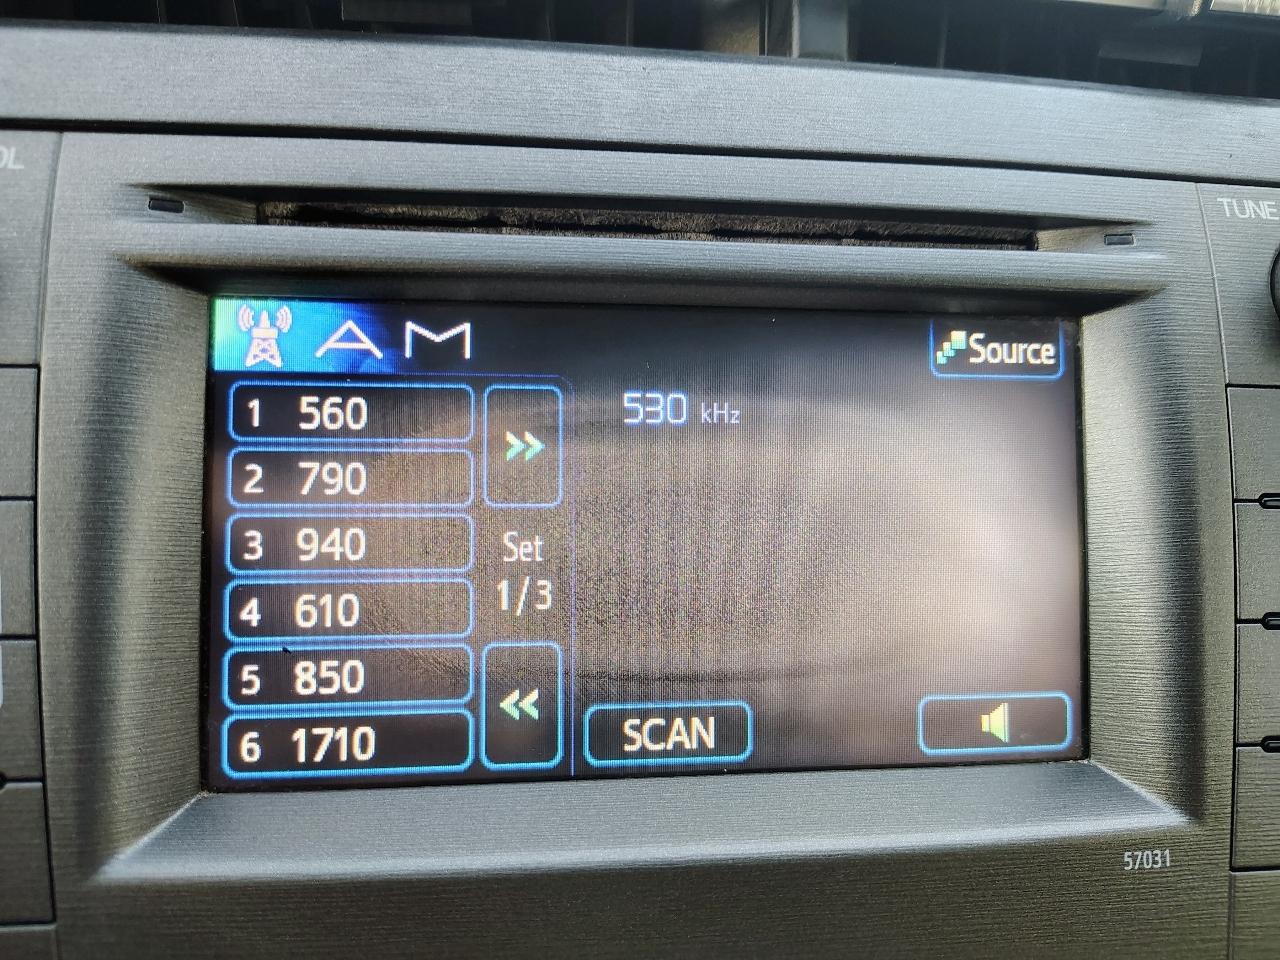 OL
TUNE
AM
Source
1 560
530 kHz
2 790
3 940
Set
1/3
4 610
5 850
6 1710
SCAN
57031